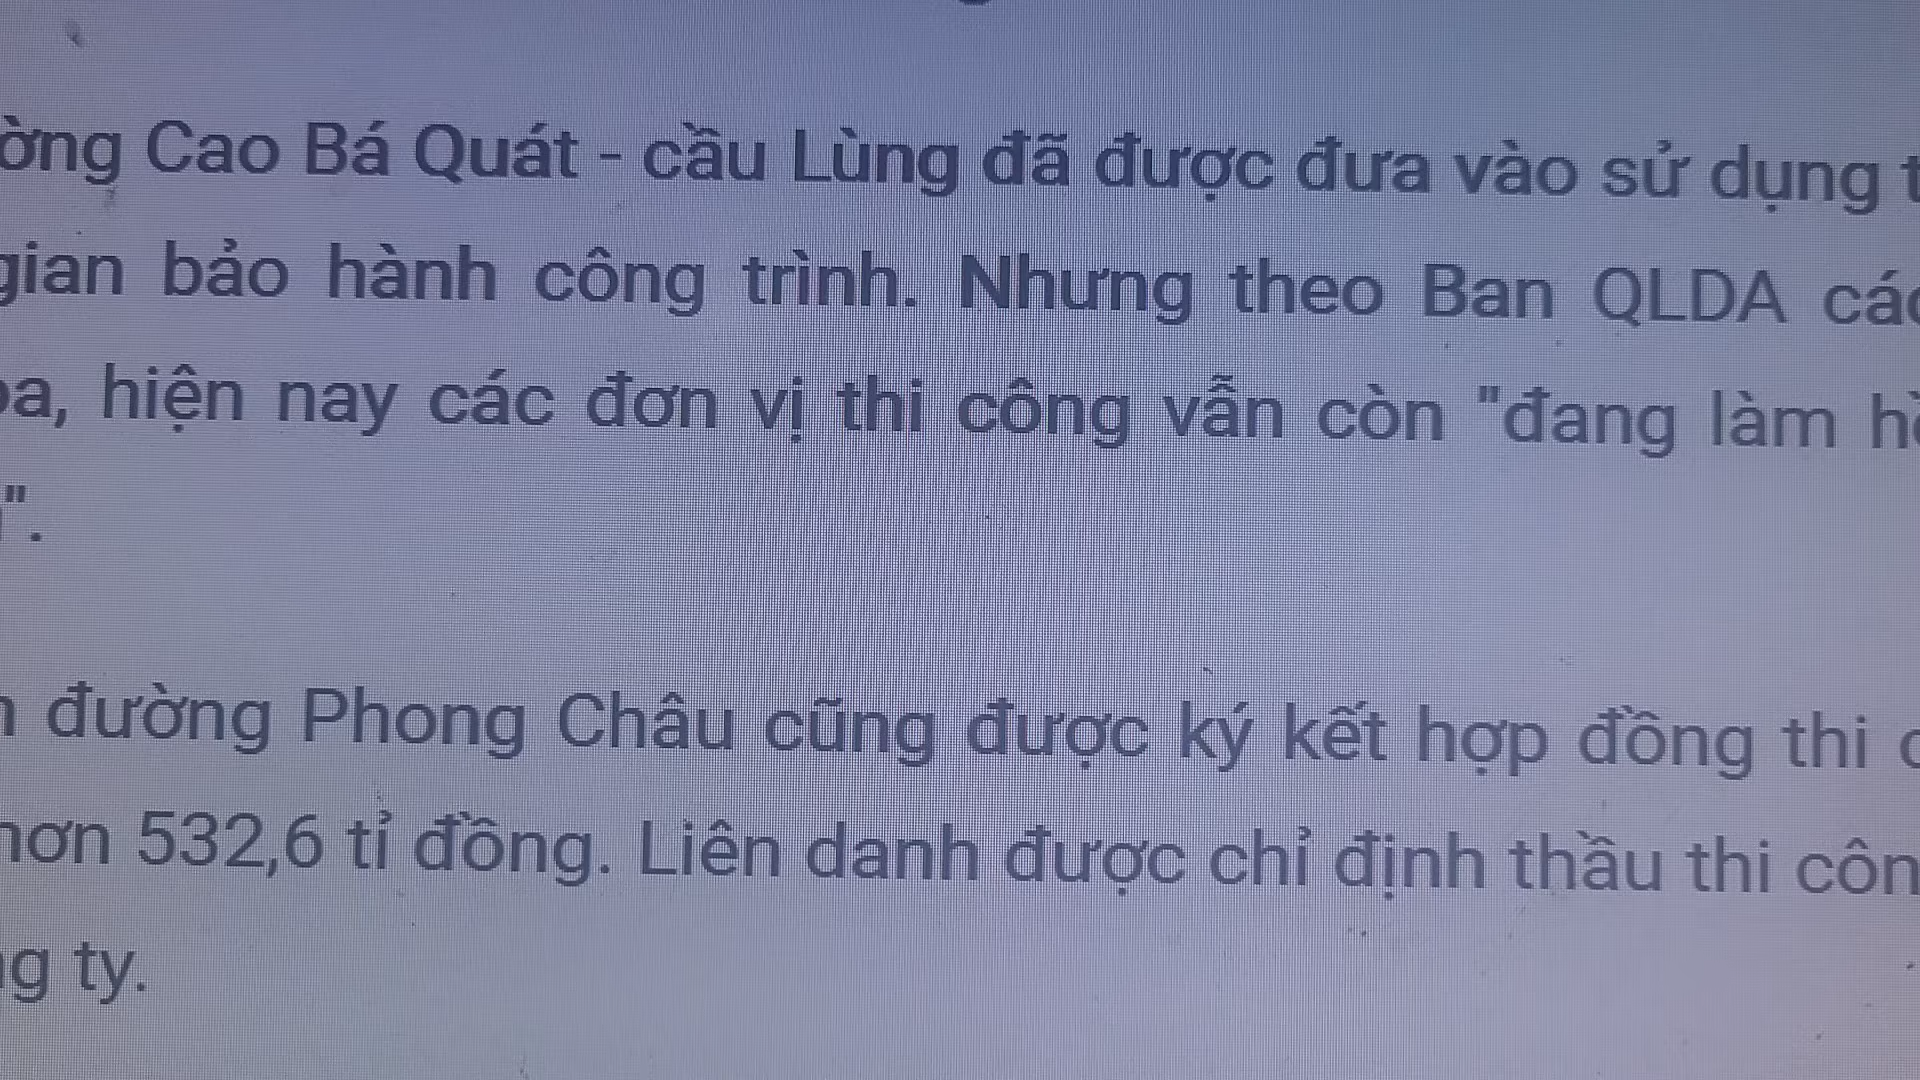 Cao Bá Quát - cầu Lùng đã được đưa vào sử dụng
gian bảo hành công trình. Nhưng theo Ban QLDA
hiện nay các đơn vị thi công vẫn còn "đang làm
".
đường Phong Châu cũng được ký kết hợp đồng thi
hơn 532,6 tỉ đồng. Liên danh được chỉ định thầu thi
ty.